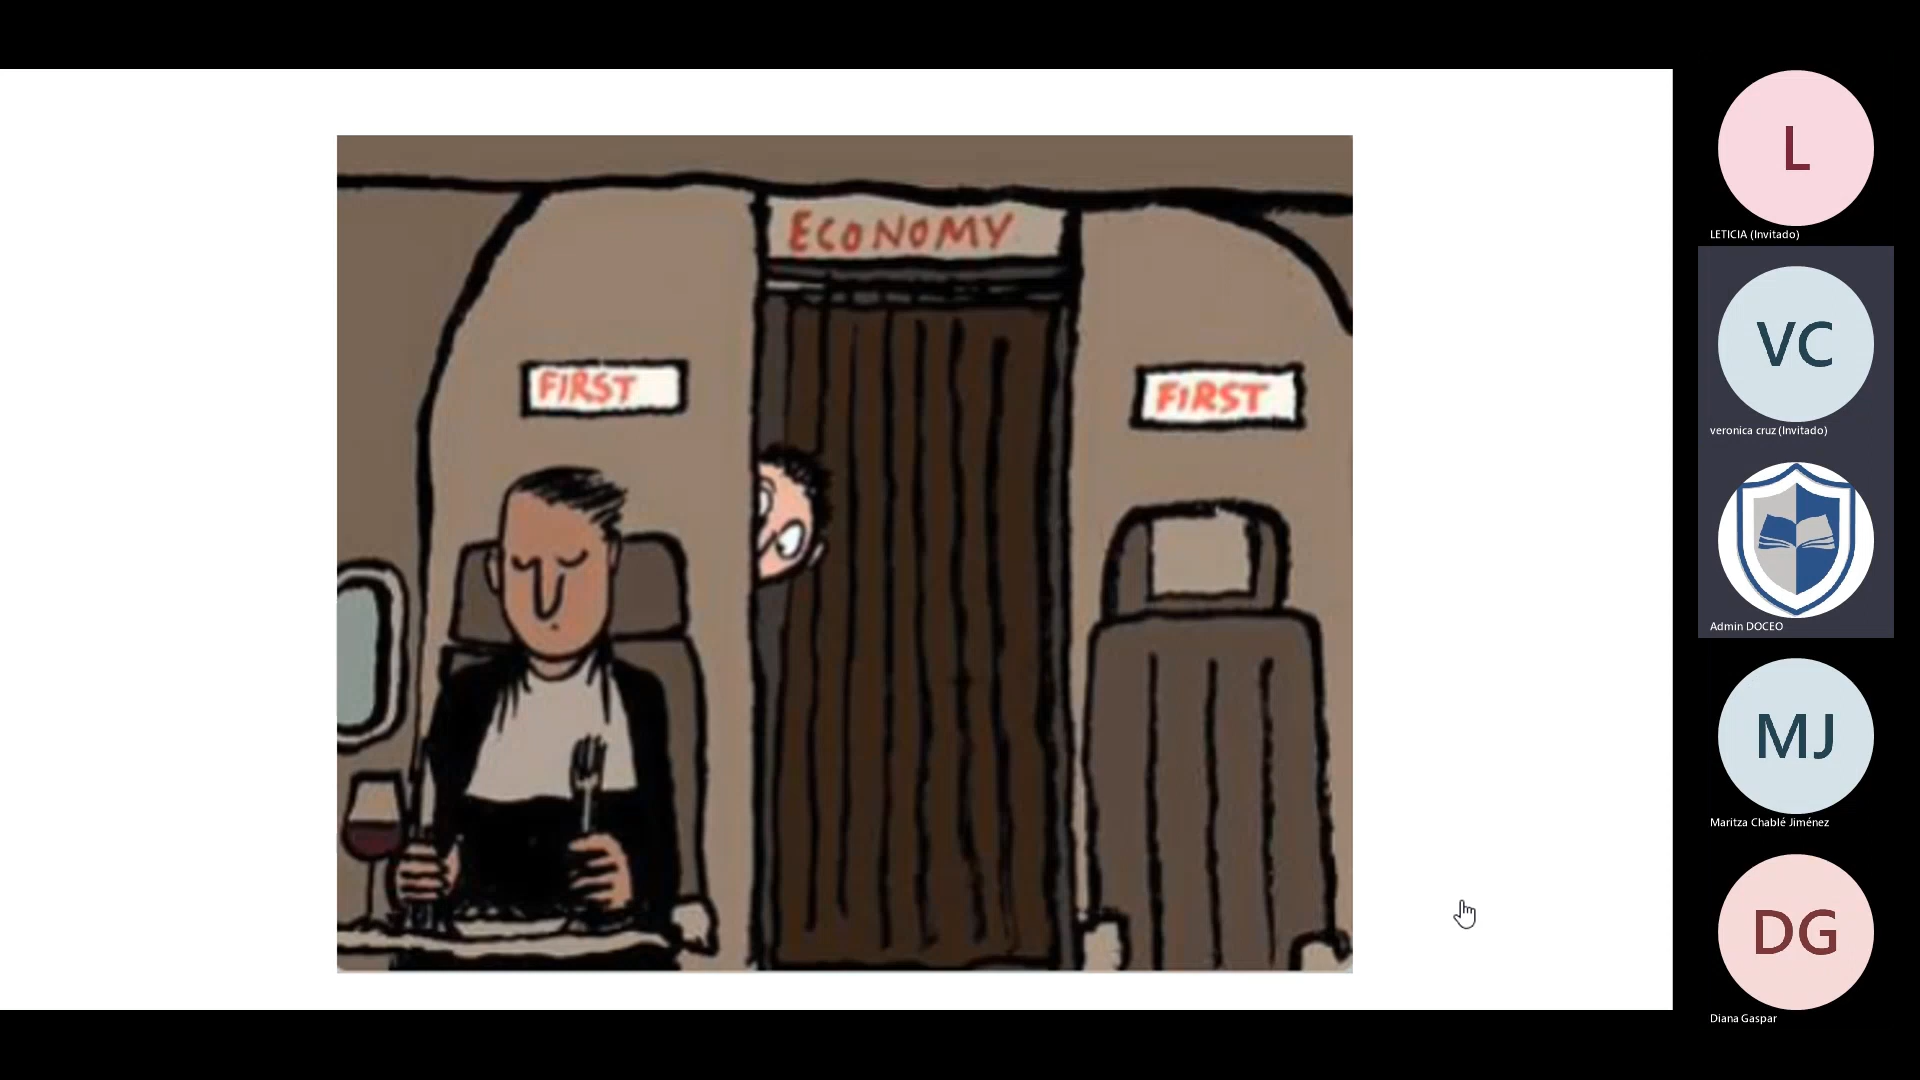 ECONOMY
FIRST
FIRST
L
LETICIA (Invitado)
VC
veronica cruz (Invitado)
Admin DOCEO
MJ
Maritza Chablé Jiménez
DG
Diana Gaspar